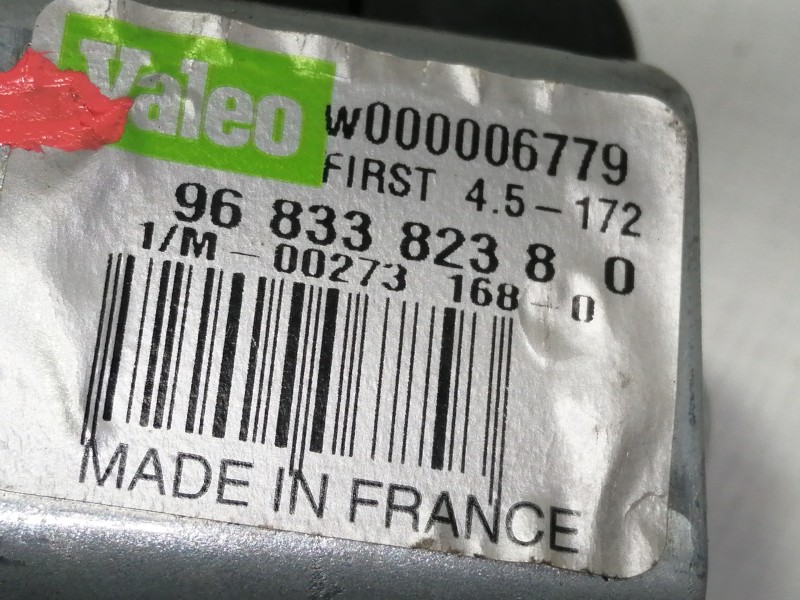 Valeo
W000006779
FIRST 4.5-172
96 833 823 8 0
1/M-00273 168-0
MADE IN FRANCE